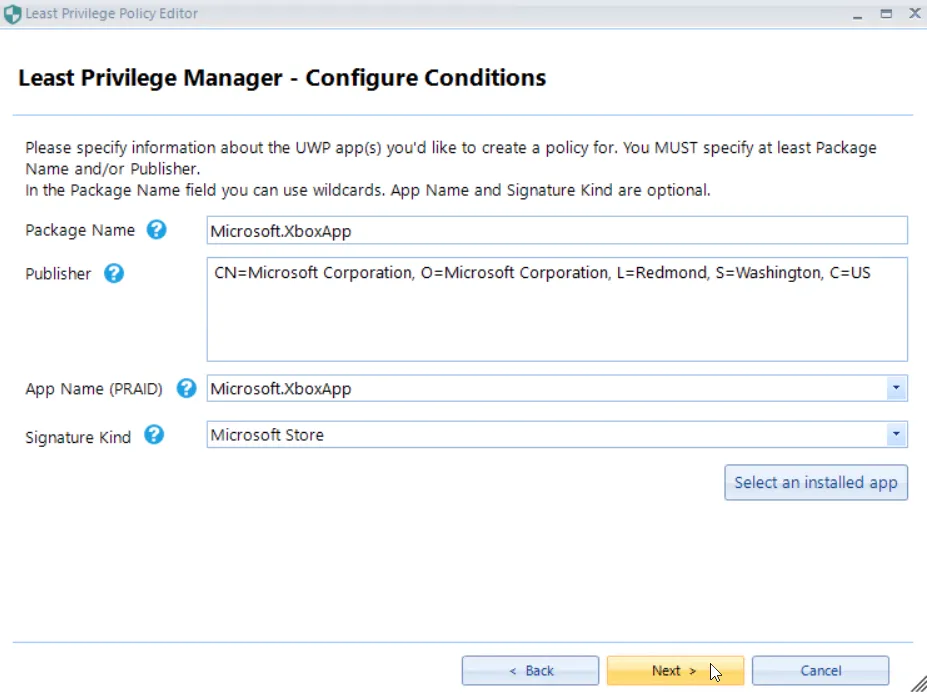 Least Privilege Policy Editor
Least Privilege Manager - Configure Conditions
Please specify information about the UWP app(s) you'd like to create a policy for. You MUST specify at least Package
Name and/or Publisher.
In the Package Name field you can use wildcards. App Name and Signature Kind are optional.
Package Name ? Microsoft.XboxApp
Publisher ? CN=Microsoft Corporation, O=Microsoft Corporation, L=Redmond, S=Washington, C=US
App Name (PRAID) ? Microsoft.XboxApp
Signature Kind ? Microsoft Store
Select an installed app
< Back Next > Cancel